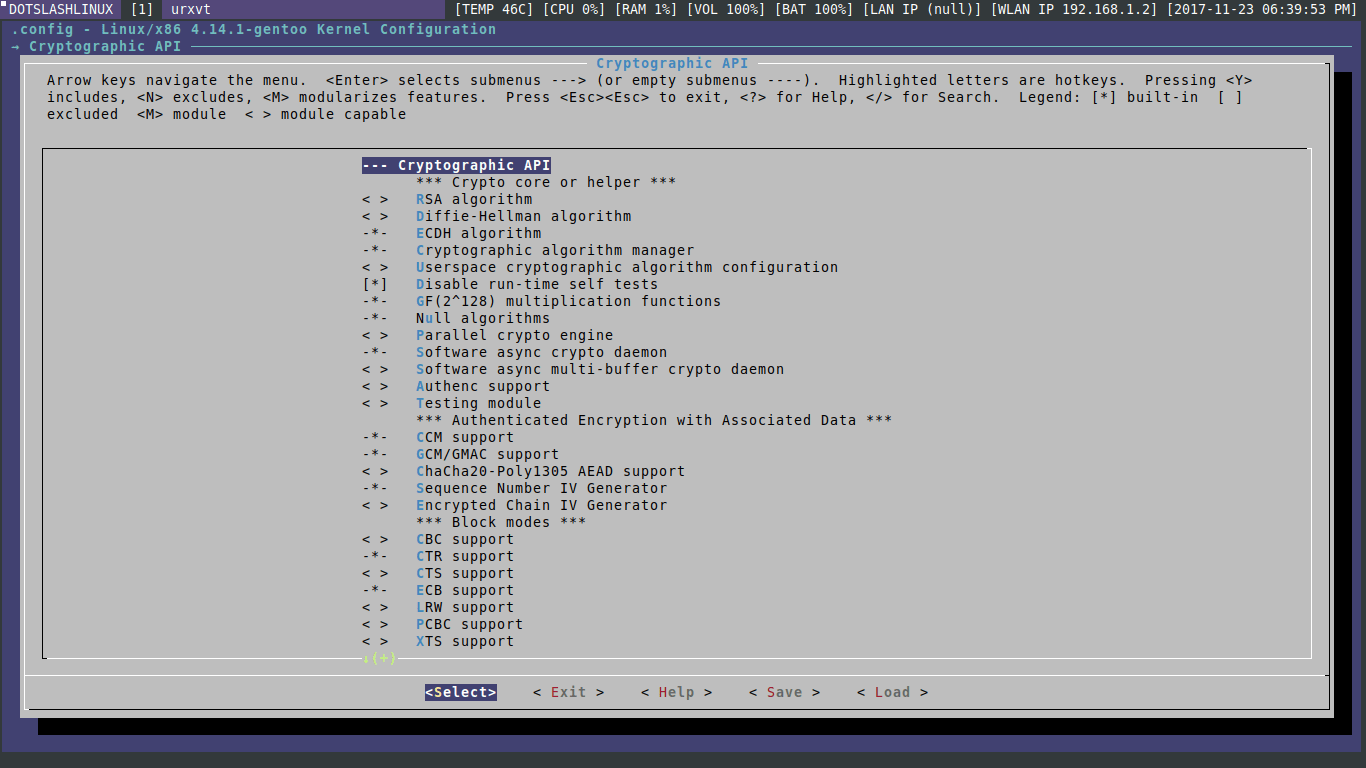 DOTSLASHLINUX [1] urxvt [TEMP 46C] [CPU 0%] [RAM 1%] [VOL 100%] [BAT 100%] [LAN IP (null)] [WLAN IP 192.168.1.2] [2017-11-23 06:39:53 PM]
.config - Linux/x86 4.14.1-gentoo Kernel Configuration
→ Cryptographic API
Cryptographic API
Arrow keys navigate the menu.  <Enter> selects submenus ---> (or empty submenus ----).  Highlighted letters are hotkeys.  Pressing <Y>
includes, <N> excludes, <M> modularizes features.  Press <Esc><Esc> to exit, <?> for Help, </> for Search.  Legend: [*] built-in  [ ]
excluded  <M> module  < > module capable
--- Cryptographic API
*** Crypto core or helper ***
< >   RSA algorithm
< >   Diffie-Hellman algorithm
-*-   ECDH algorithm
-*-   Cryptographic algorithm manager
< >   Userspace cryptographic algorithm configuration
[*]   Disable run-time self tests
-*-   GF(2^128) multiplication functions
-*-   Null algorithms
< >   Parallel crypto engine
-*-   Software async crypto daemon
< >   Software async multi-buffer crypto daemon
< >   Authenc support
< >   Testing module
*** Authenticated Encryption with Associated Data ***
-*-   CCM support
-*-   GCM/GMAC support
< >   ChaCha20-Poly1305 AEAD support
-*-   Sequence Number IV Generator
< >   Encrypted Chain IV Generator
*** Block modes ***
< >   CBC support
-*-   CTR support
< >   CTS support
-*-   ECB support
< >   LRW support
< >   PCBC support
< >   XTS support
↓(+)
<Select>    < Exit >    < Help >    < Save >    < Load >